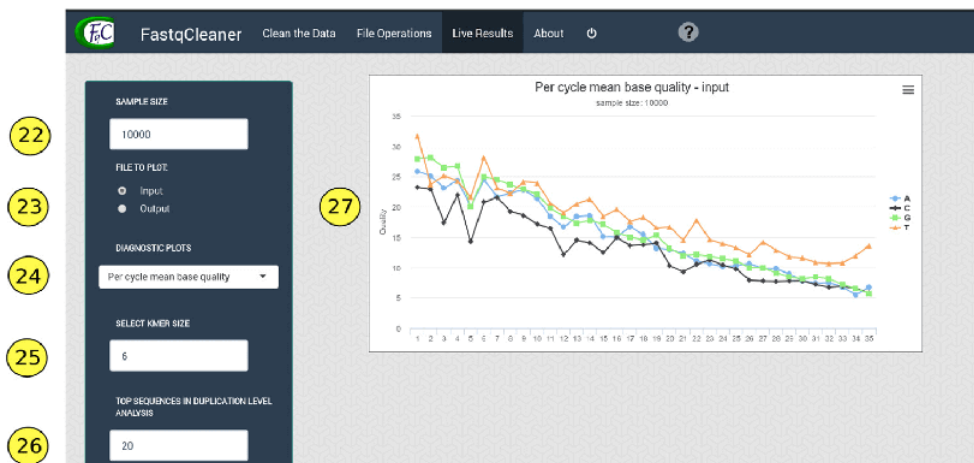 FqC FastqCleaner Clean the Data File Operations Live Results About ?
SAMPLE SIZE
22 10000
FILE TO PLOT:
Input
23 Output
DIAGNOSTIC PLOTS
24 Per cycle mean base quality
SELECT KMER SIZE
25 6
TOP SEQUENCES IN DUPLICATION LEVEL
ANALYSIS
26 20
27
Per cycle mean base quality - input
sample size: 10000
Quality
35
30
25
20
15
10
5
0
1 2 3 4 5 6 7 8 9 10 11 12 13 14 15 16 17 18 19 20 21 22 23 24 25 26 27 28 29 30 31 32 33 34 35
A
C
G
T